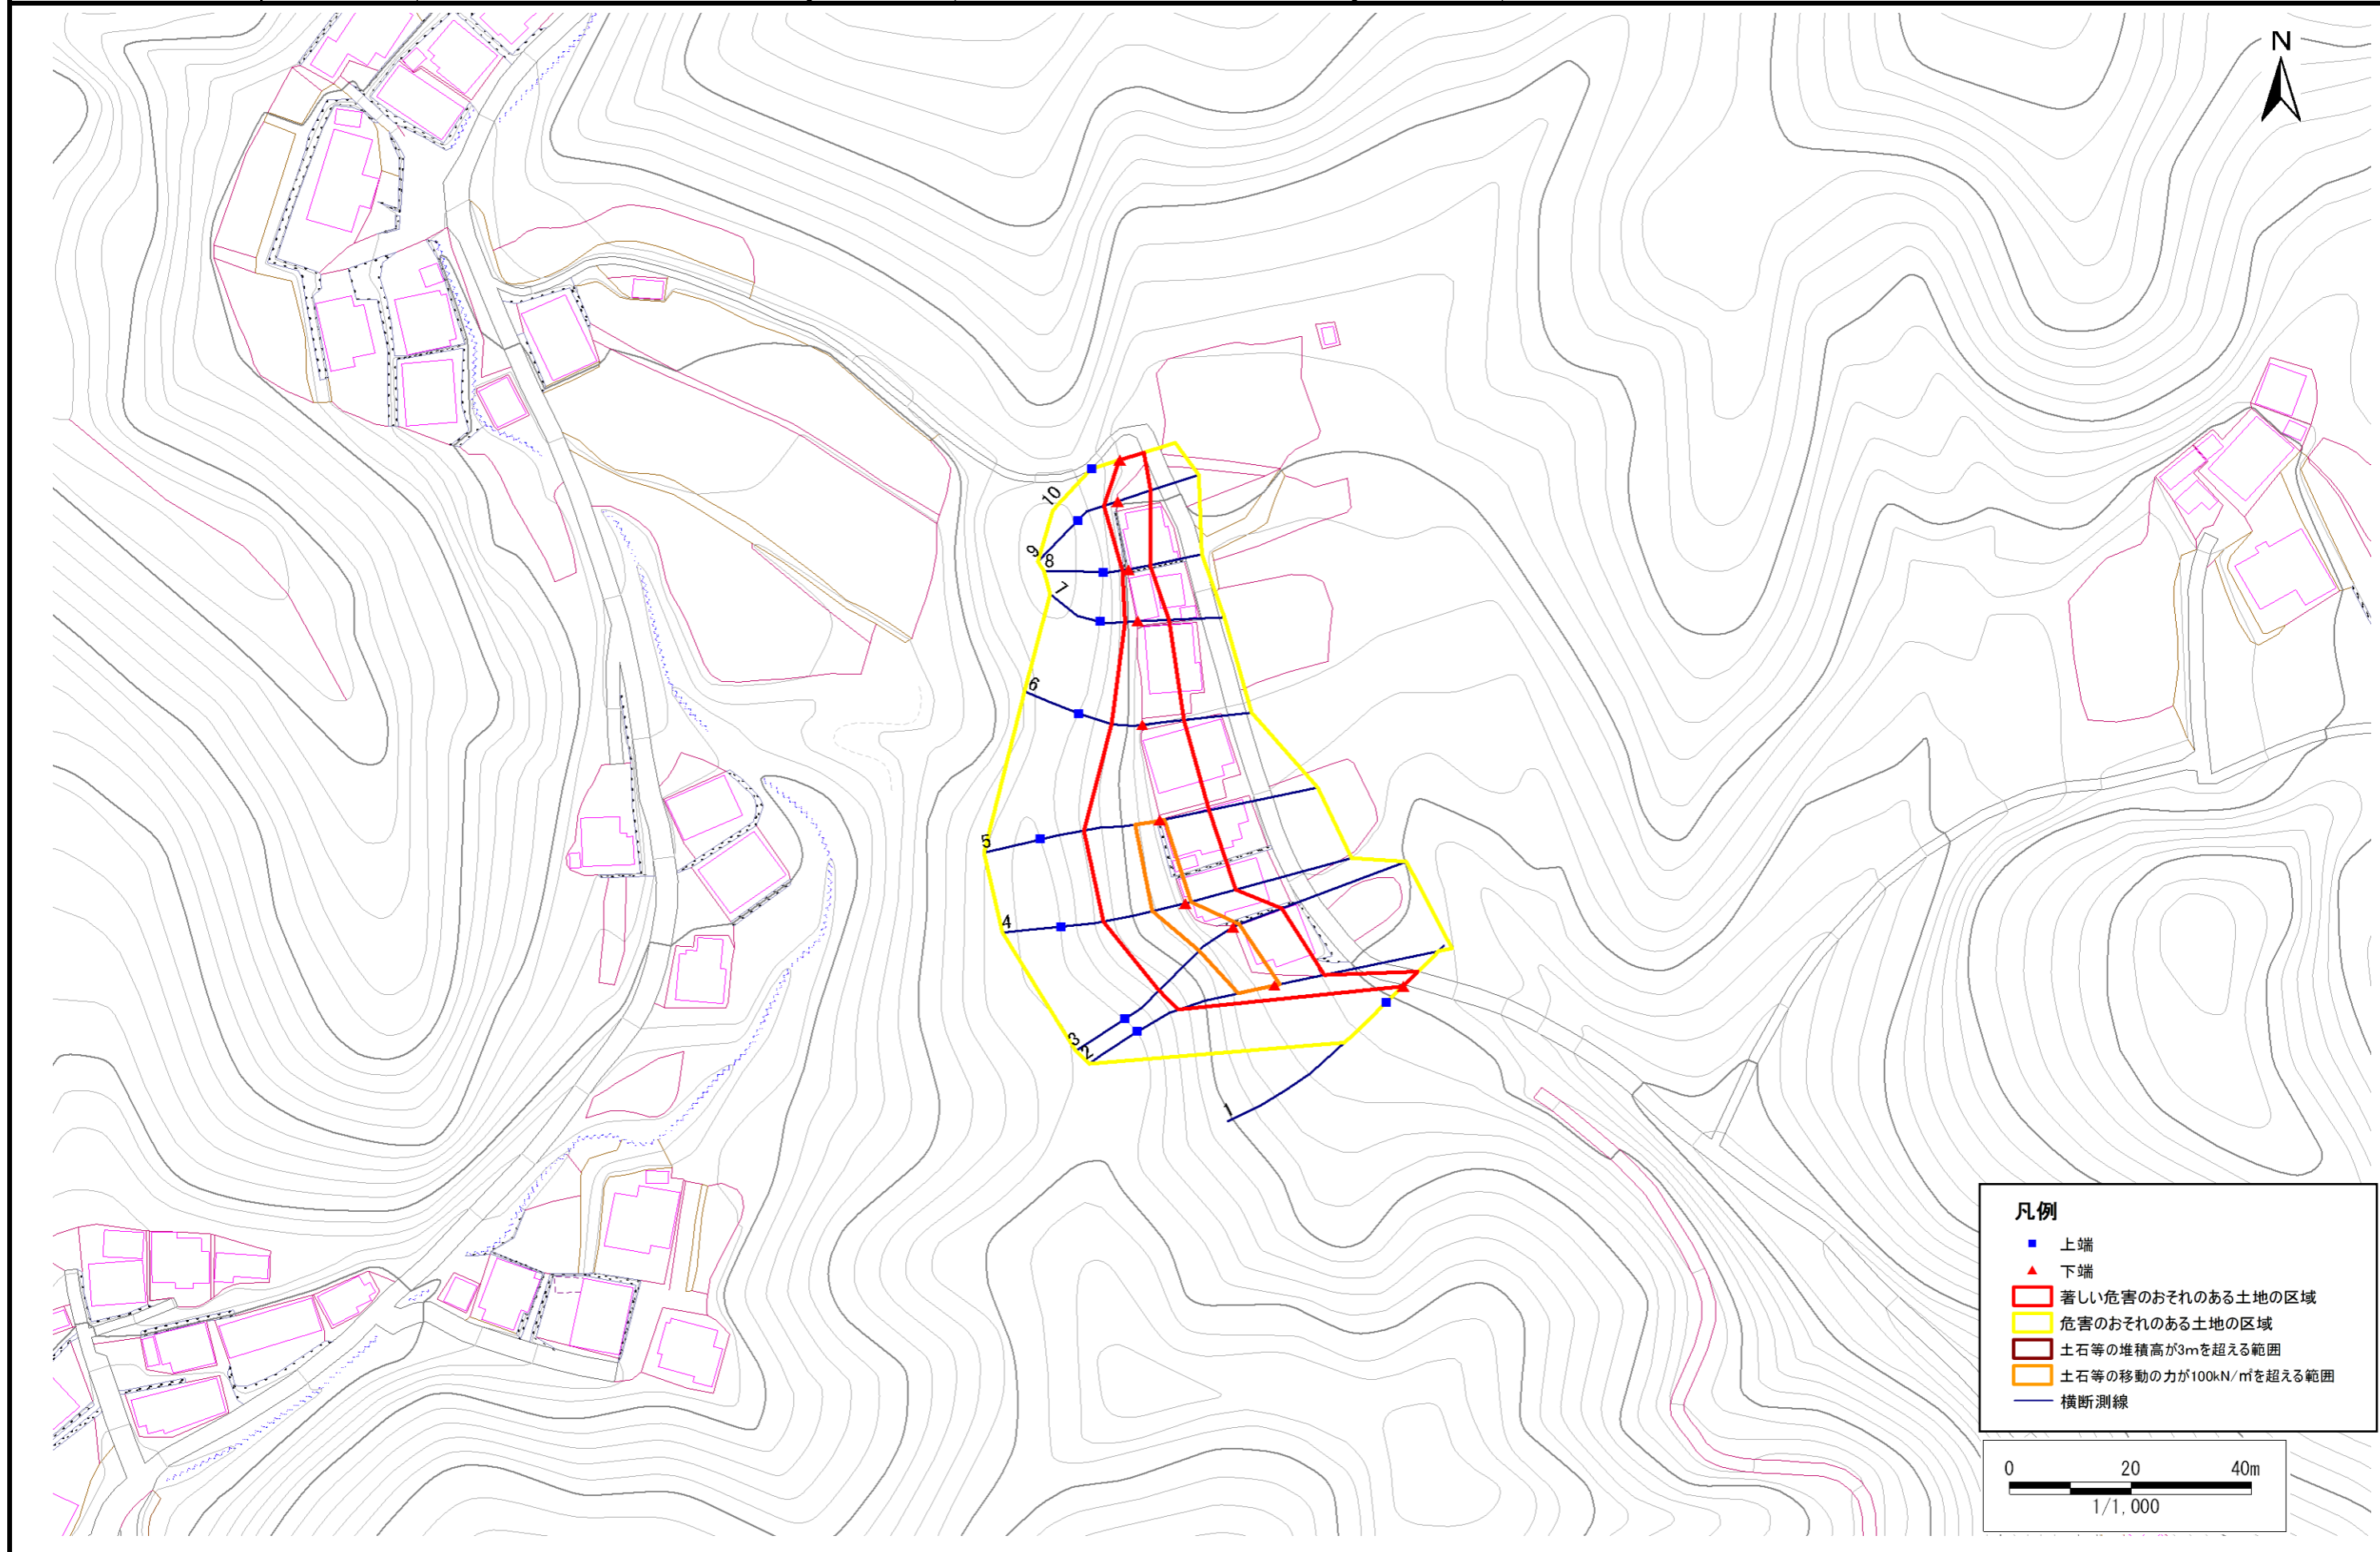 N
10
9
8
7
6
5
4
3
2
1
凡例
上端
下端
著しい危害のおそれのある土地の区域
危害のおそれのある土地の区域
土石等の堆積高が3mを超える範囲
土石等の移動の力が100kN/㎡を超える範囲
横断測線
0 20 40m
1/1,000